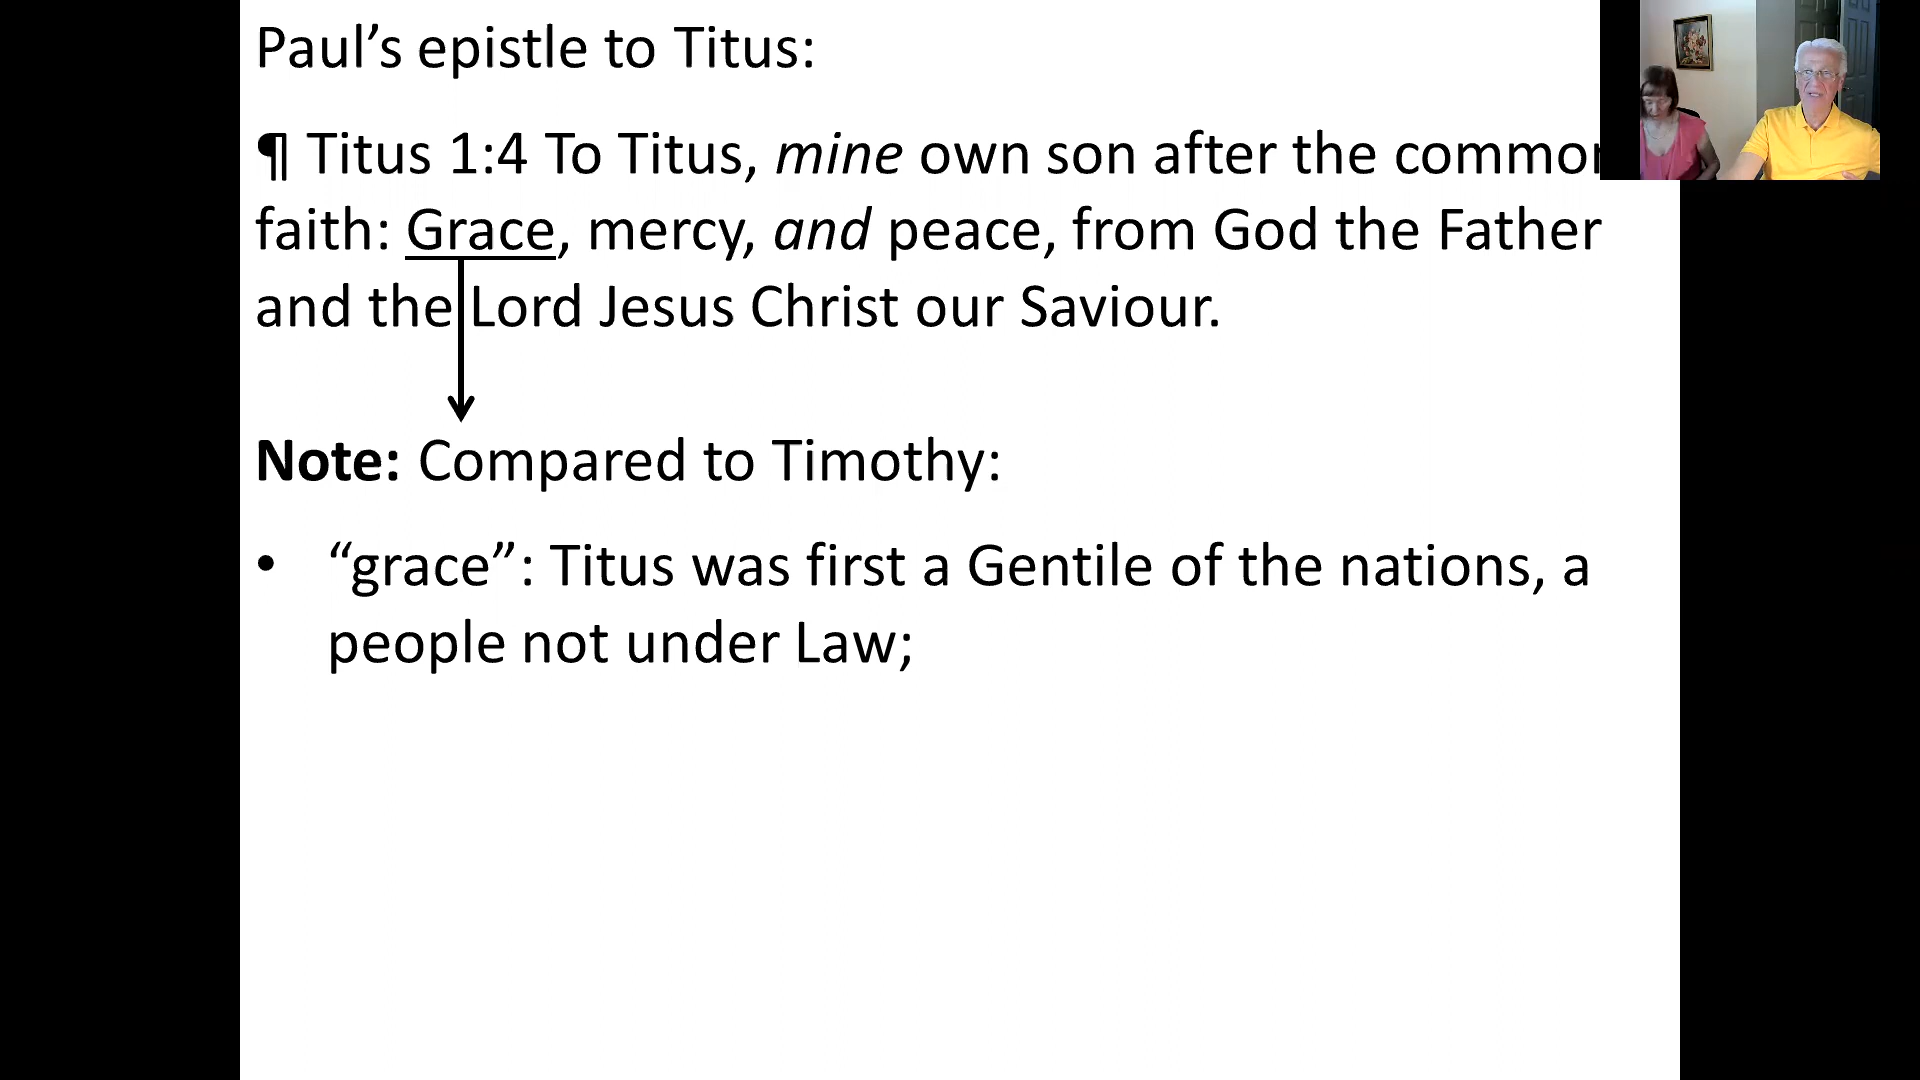 Paul’s epistle to Titus:
¶ Titus 1:4 To Titus, mine own son after the common
faith: Grace, mercy, and peace, from God the Father
and the Lord Jesus Christ our Saviour.
Note: Compared to Timothy:
• “grace”: Titus was first a Gentile of the nations, a
people not under Law;